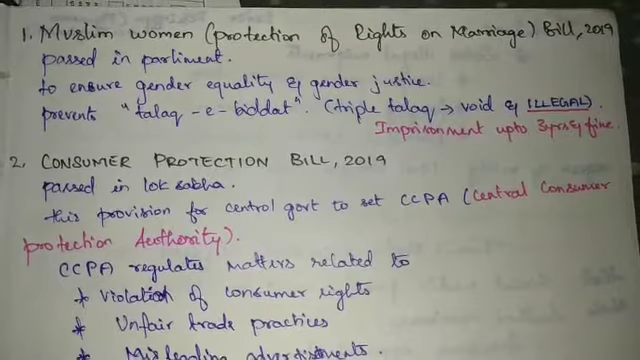 1. Muslim women (protection of Rights on Marriage) Bill, 2019
passed in parliment.
to ensure gender equality & gender justice.
prevents "talaq-e-biddat". (triple talaq → void & ILLEGAL).
Imprisonment upto 3yrs & fine.
2. CONSUMER PROTECTION BILL, 2019
passed in lok sabha.
this provision for central govt to set CCPA (Central Consumer
protection Authority).
CCPA regulates matters related to
* violation of consumer rights
* Unfair trade practices
* Misleading advertistments.